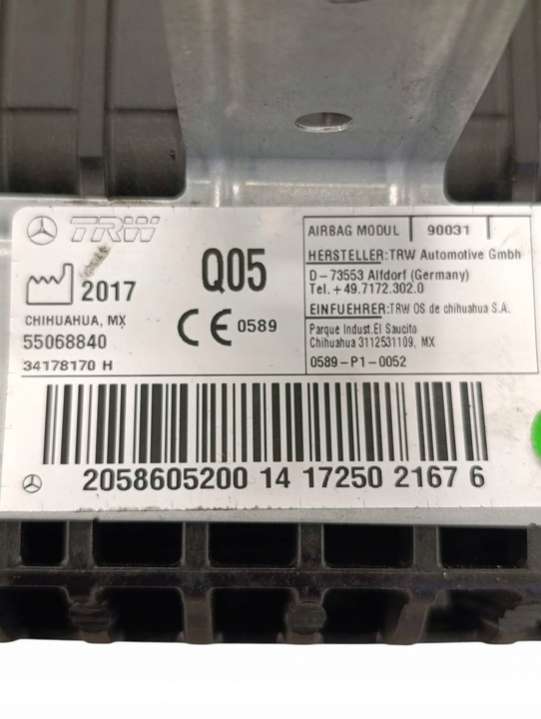 TRW
2017
CHIHUAHUA, MX
55068840
34178170 H
Q05
CE 0589
AIRBAG MODUL 90031
HERSTELLER:TRW Automotive Gmbh
D-73553 Alfdorf (Germany)
Tel.+49.7172.302.0
EINFUEHRER:TRW OS de chihuahua S.A.
Parque Indust.El Saucito
Chihuahua 3112531109, MX
0589-P1-0052
2058605200 14 17250 2167 6